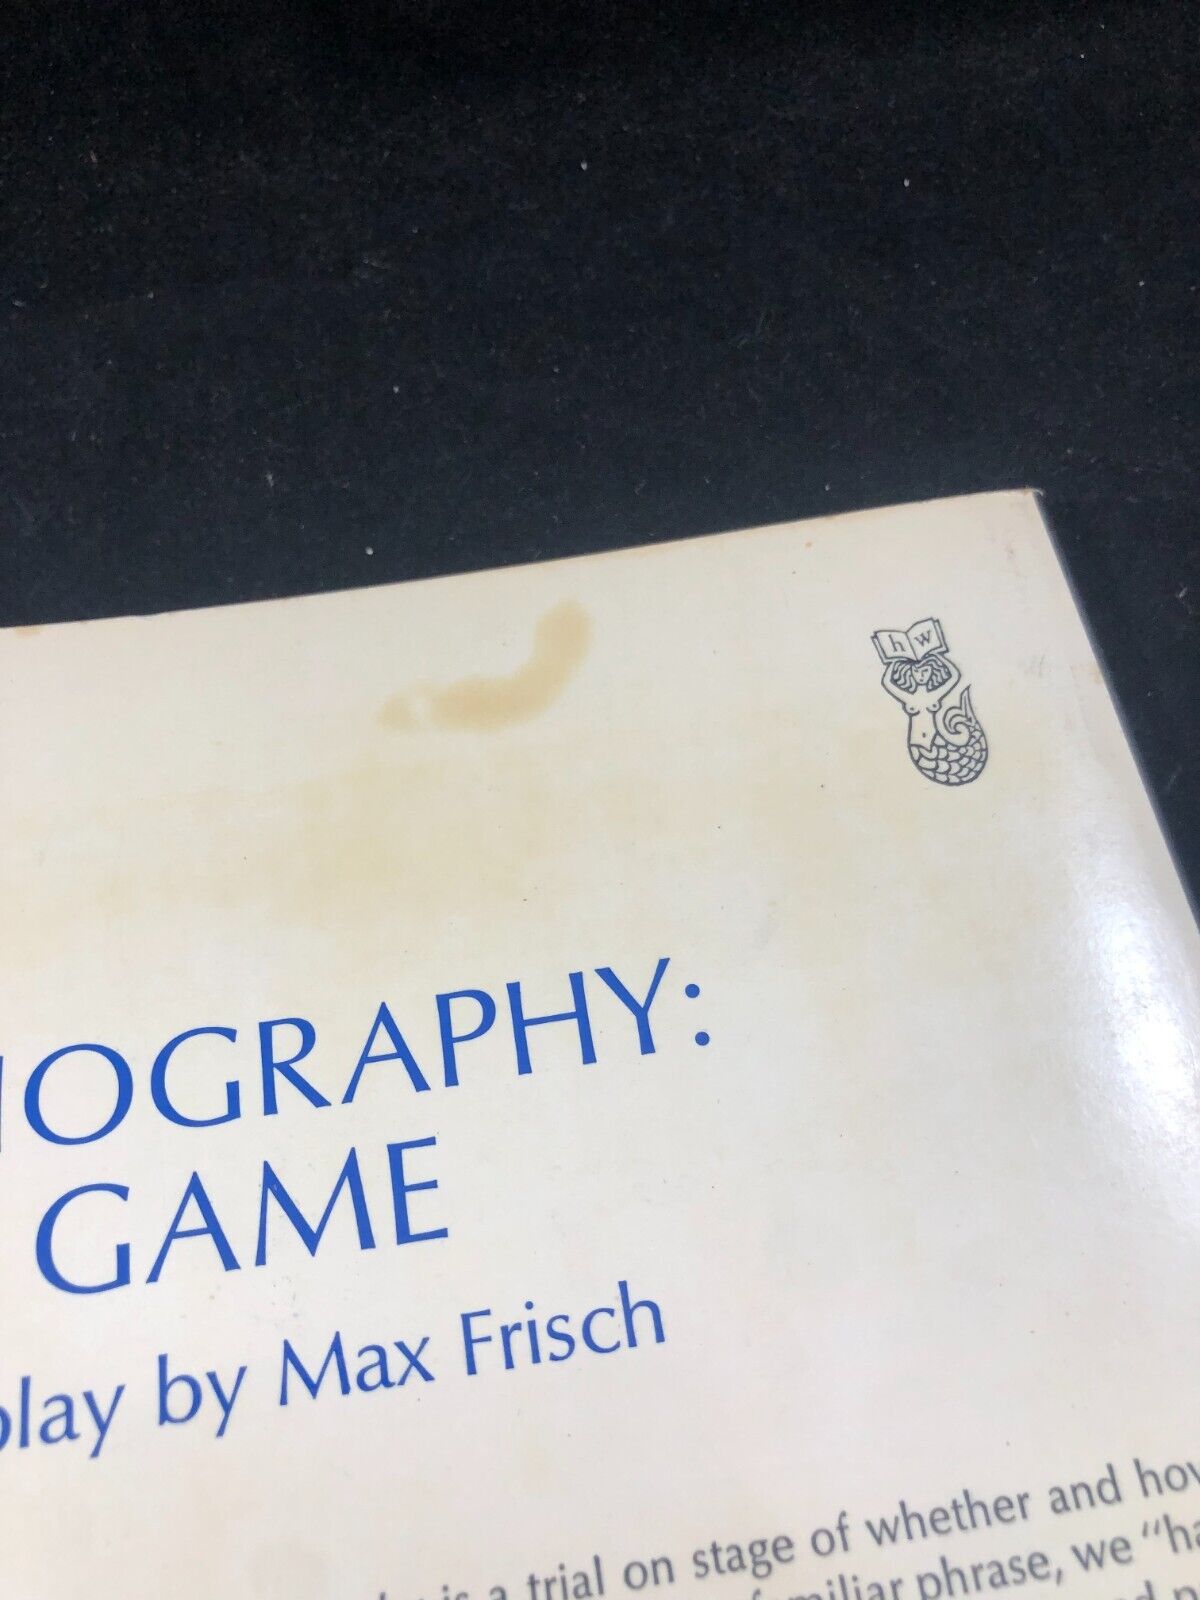 h w
IOGRAPHY:
GAME
play by Max Frisch
is a trial on stage of whether and how
familiar phrase, we "ha